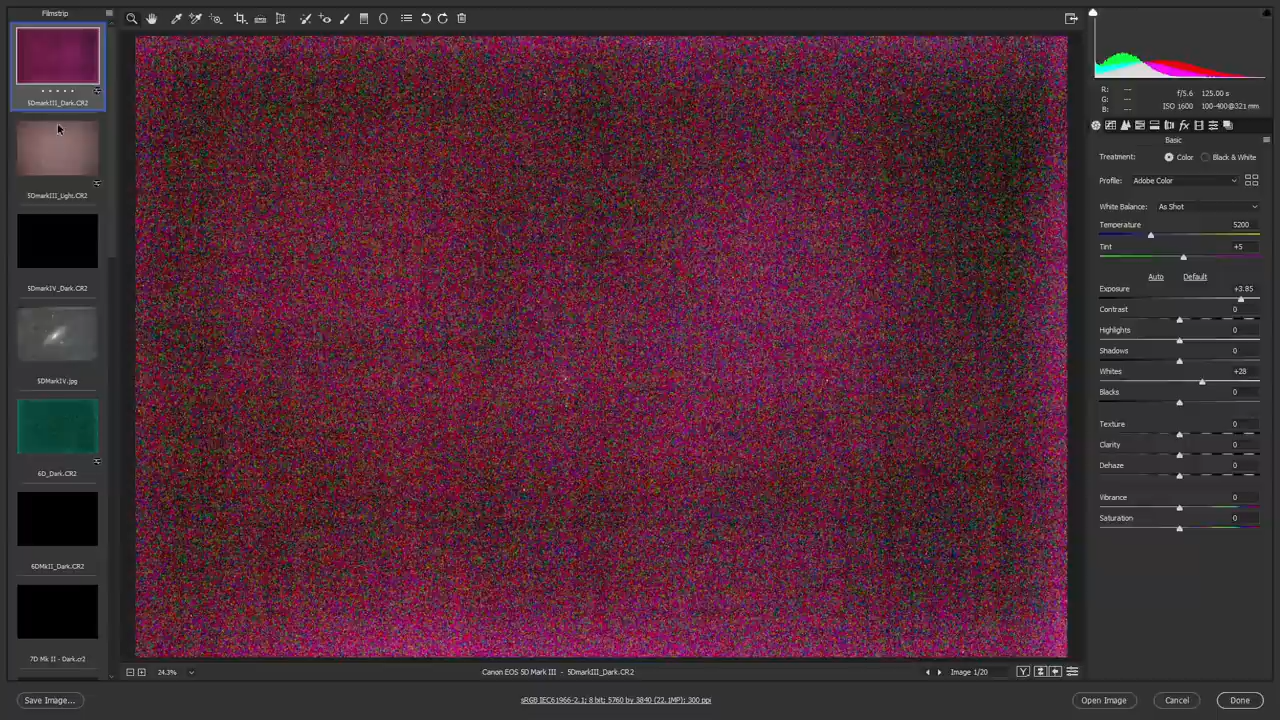 Filmstrip
5DmarkIII_Dark.CR2
5DmarkIII_Light.CR2
5DmarkIV_Dark.CR2
5DMarkIV.jpg
6D_Dark.CR2
6DMkII_Dark.CR2
7D Mk II - Dark.cr2
24.3%
Canon EOS 5D Mark III - 5DmarkIII_Dark.CR2
Image 1/20
Y
Save Image...
sRGB IEC61966-2.1; 8 bit; 5760 by 3840 (22.1MP); 300 ppi
Open Image
Cancel
Done
R: ---
G: ---
B: ---
f/5.6 125.00 s
ISO 1600 100-400@321 mm
fx
Basic
Treatment: Color Black & White
Profile: Adobe Color
White Balance: As Shot
Temperature 5200
Tint +5
Auto Default
Exposure +3.85
Contrast 0
Highlights 0
Shadows 0
Whites +28
Blacks 0
Texture 0
Clarity 0
Dehaze 0
Vibrance 0
Saturation 0